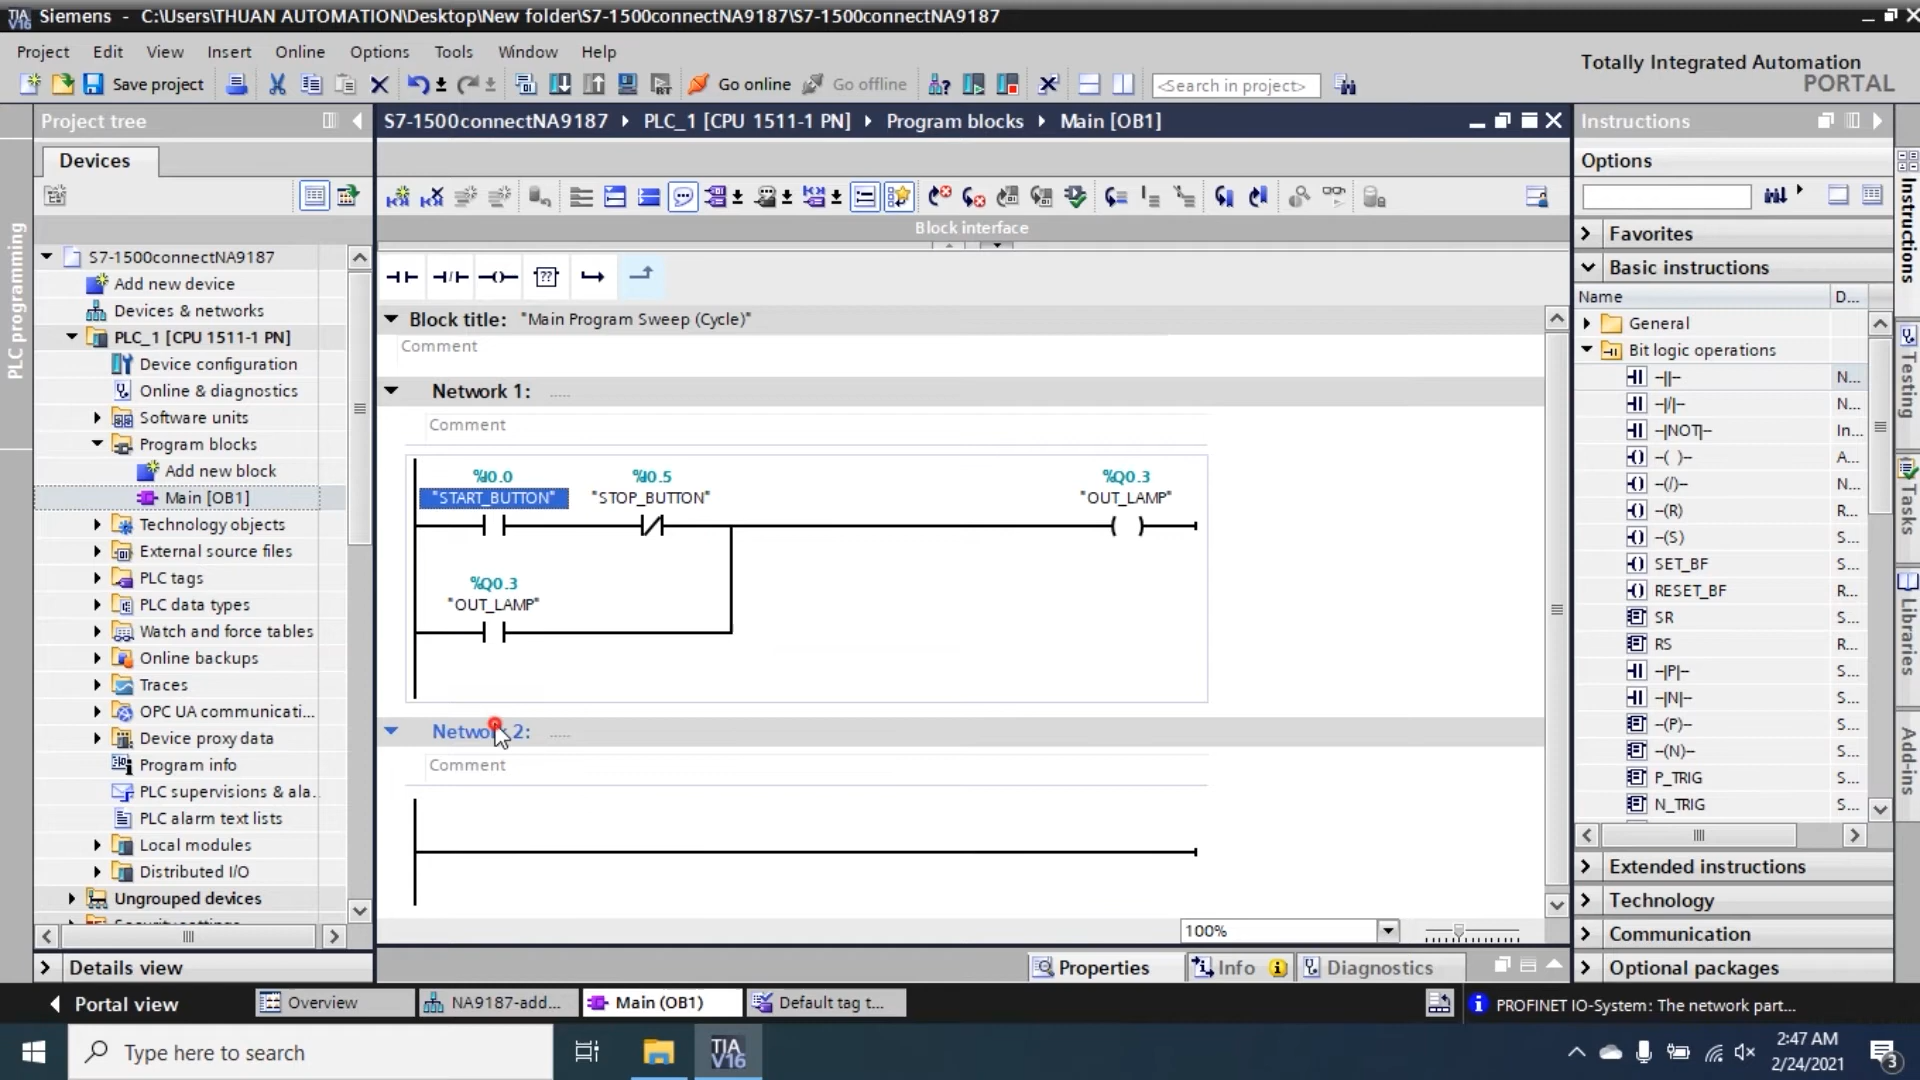 Siemens - C:\Users\THUAN AUTOMATION\Desktop\New folder\S7-1500connectNA9187\S7-1500connectNA9187
Project Edit View Insert Online Options Tools Window Help
Totally Integrated Automation
PORTAL
Save project
Go online
Go offline
<Search in project>
Project tree
S7-1500connectNA9187 PLC_1 [CPU 1511-1 PN] Program blocks Main [OB1]
Instructions
Devices
Options
PLC programming
Block interface
S7-1500connectNA9187
Add new device
Devices & networks
PLC_1 [CPU 1511-1 PN]
Device configuration
Online & diagnostics
Software units
Program blocks
Add new block
Main [OB1]
Technology objects
External source files
PLC tags
PLC data types
Watch and force tables
Online backups
Traces
OPC UA communicati...
Device proxy data
Program info
PLC supervisions & ala.
PLC alarm text lists
Local modules
Distributed I/O
Ungrouped devices
Details view
Block title: "Main Program Sweep (Cycle)"
Comment
Network 1: .....
Comment
%I0.0 %I0.5 %Q0.3
"START_BUTTON" "STOP_BUTTON" "OUT_LAMP"
%Q0.3
"OUT_LAMP"
Network 2: .....
Comment
100%
Properties Info Diagnostics
Favorites
Basic instructions
Name D...
General
Bit logic operations
-||- N...
-|/|- N...
-|NOT|- In...
-( )- A...
-(/)- N...
-(R) R...
-(S) S...
SET_BF S...
RESET_BF R...
SR S...
RS R...
-|P|- S...
-|N|- S...
-(P)- S...
-(N)- S...
P_TRIG S...
N_TRIG S...
Extended instructions
Technology
Communication
Optional packages
Instructions
Testing
Tasks
Libraries
Add-ins
Portal view
Overview
NA9187-add...
Main (OB1)
Default tag t...
PROFINET IO-System: The network part...
Type here to search
TIA
V16
2:47 AM
2/24/2021
3